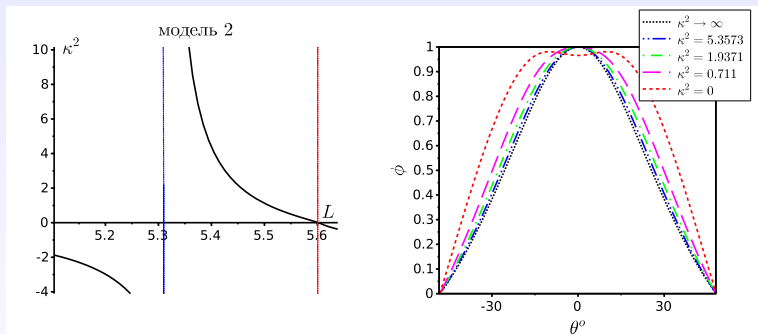 модель 2
κ²
10
8
6
4
2
0
-2
-4
5.2
5.3
5.4
5.5
5.6
L
κ² → ∞
κ² = 5.3573
κ² = 1.9371
κ² = 0.711
κ² = 0
ϕ
1
0.9
0.8
0.7
0.6
0.5
0.4
0.3
0.2
0.1
0
-30
0
30
θ°